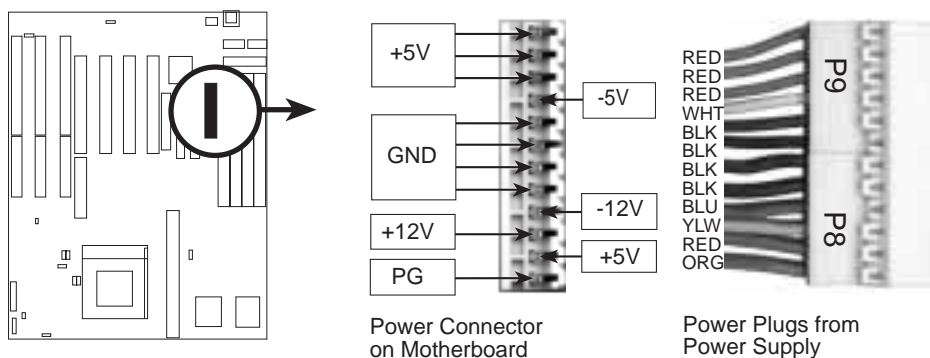 +5V
-5V
GND
-12V
+12V
+5V
PG
Power Connector
on Motherboard
RED
RED
RED
WHT
BLK
BLK
BLK
BLU
YLW
RED
ORG
P9
P8
Power Plugs from
Power Supply